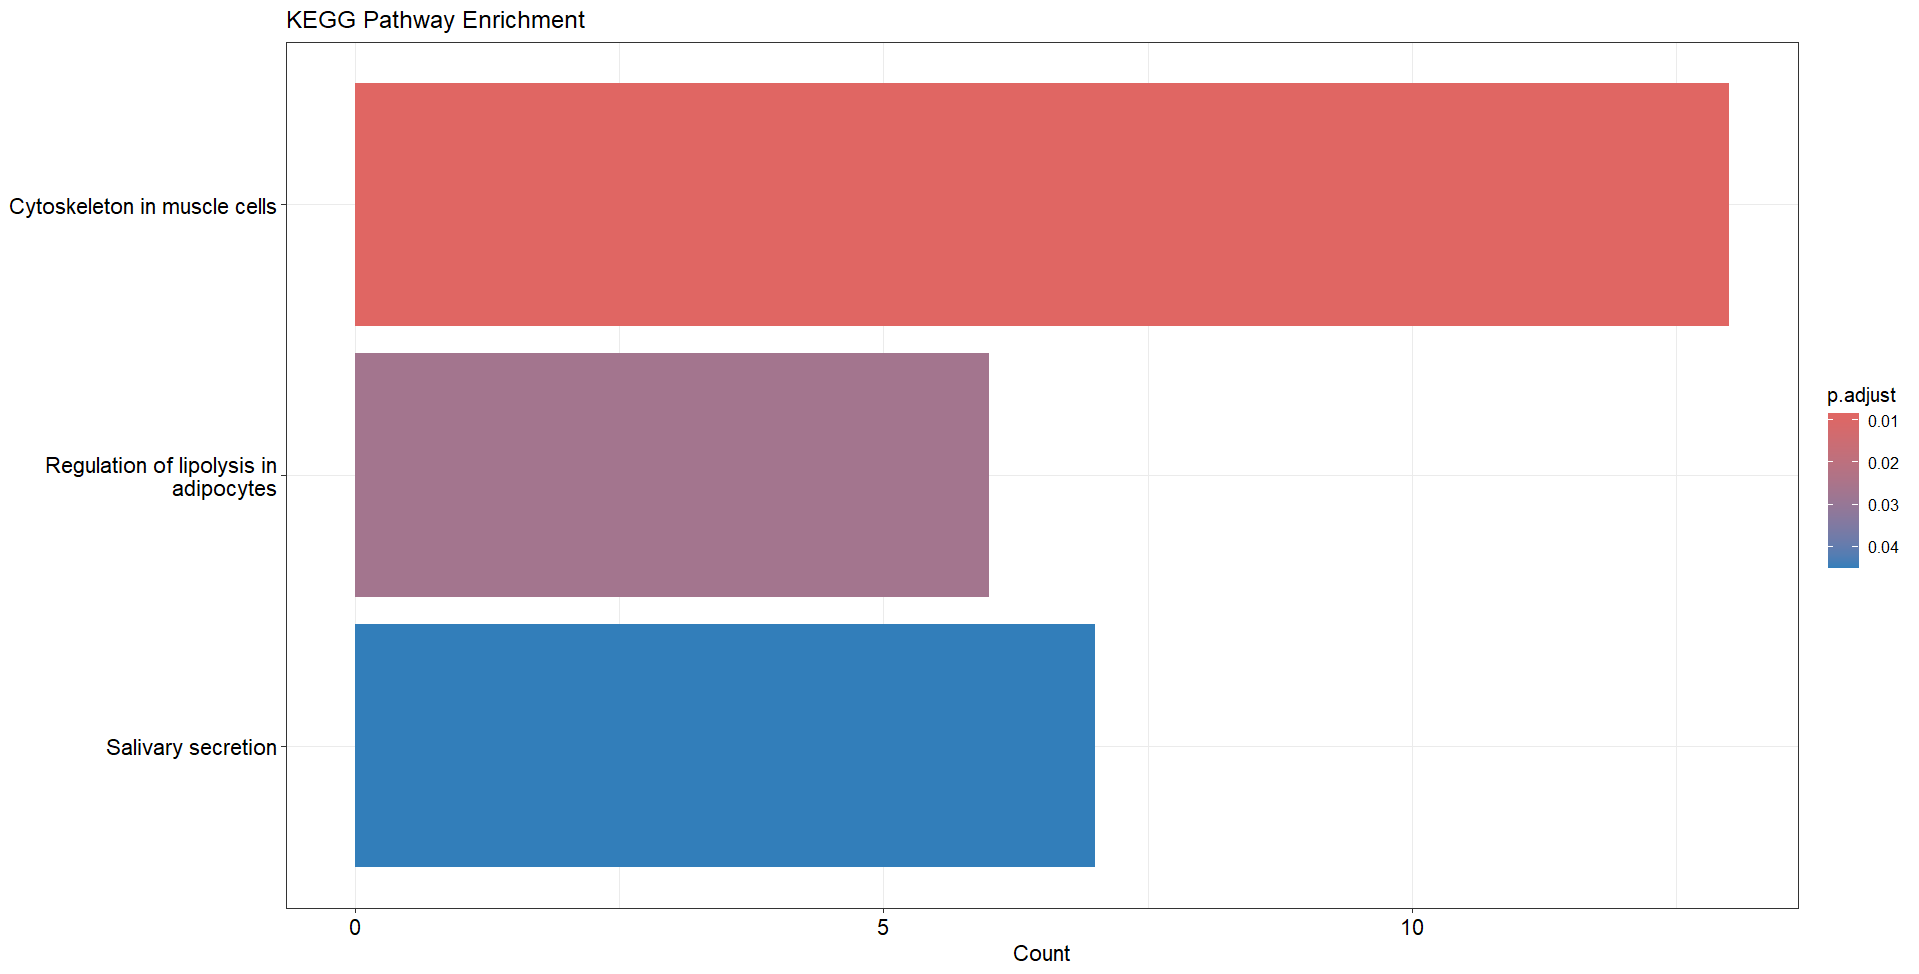 KEGG Pathway Enrichment
Cytoskeleton in muscle cells
Regulation of lipolysis in
adipocytes
Salivary secretion
0
5
10
Count
p.adjust
0.01
0.02
0.03
0.04